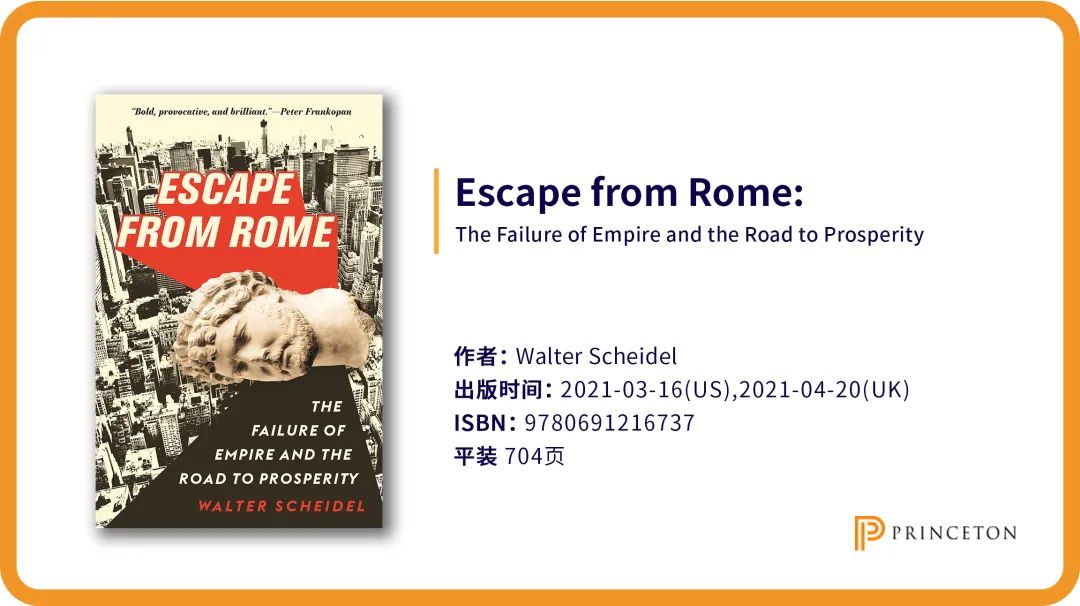 "Bold, provocative, and brilliant."—Peter Frankopan
ESCAPE
FROM ROME
THE
FAILURE OF
EMPIRE AND THE
ROAD TO PROSPERITY
WALTER SCHEIDEL
Escape from Rome:
The Failure of Empire and the Road to Prosperity
作者：Walter Scheidel
出版时间：2021-03-16(US),2021-04-20(UK)
ISBN：9780691216737
平装 704页
PRINCETON